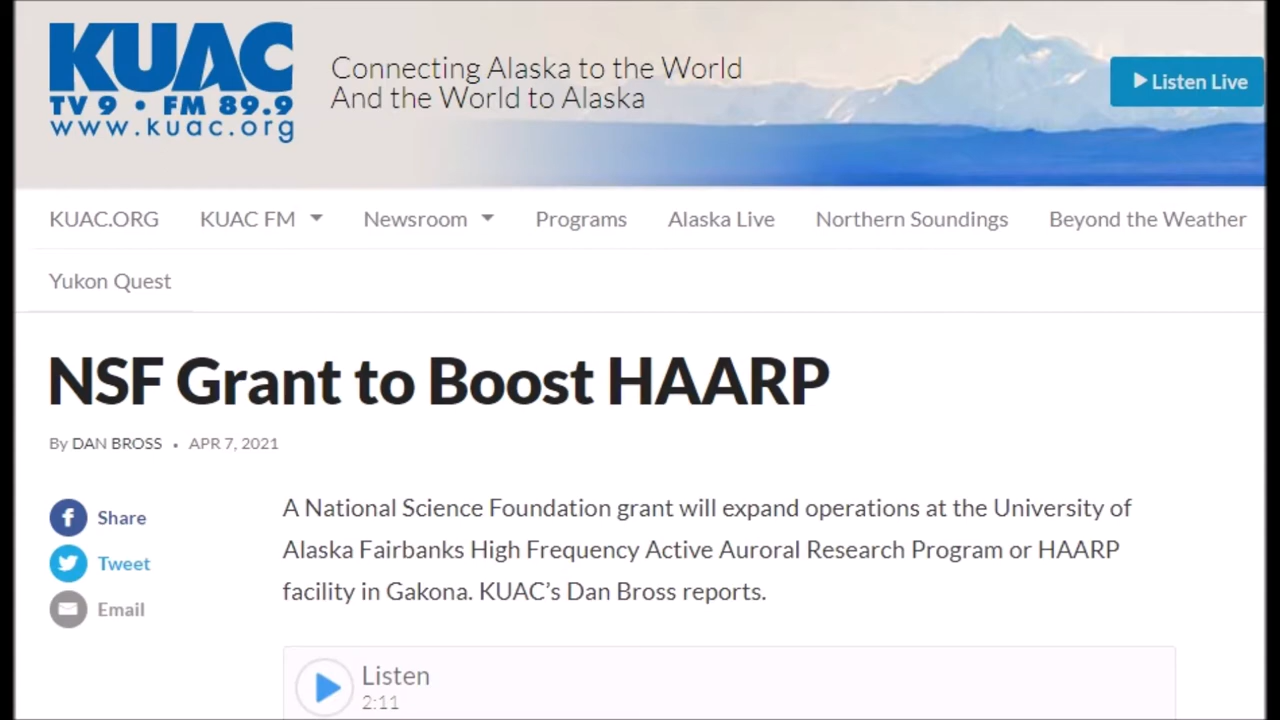 KUAC
TV 9 • FM 89.9
www.kuac.org
Connecting Alaska to the World
And the World to Alaska
Listen Live
KUAC.ORG KUAC FM Newsroom Programs Alaska Live Northern Soundings Beyond the Weather
Yukon Quest
NSF Grant to Boost HAARP
By DAN BROSS • APR 7, 2021
Share
Tweet
Email
A National Science Foundation grant will expand operations at the University of
Alaska Fairbanks High Frequency Active Auroral Research Program or HAARP
facility in Gakona. KUAC’s Dan Bross reports.
Listen
2:11